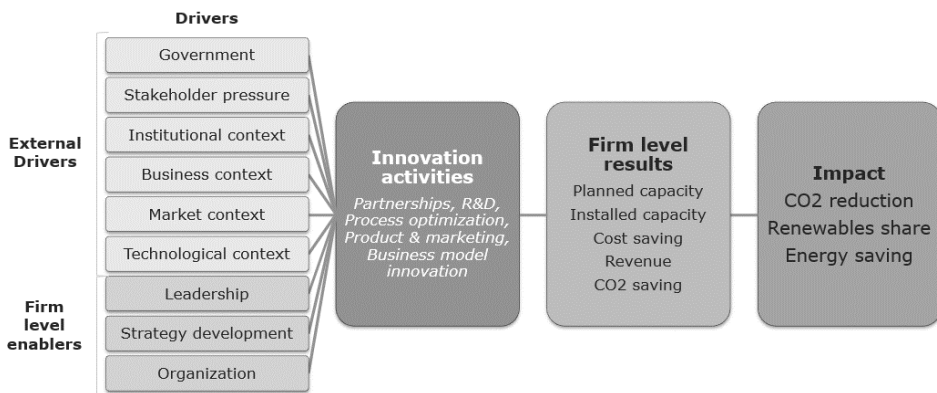 Drivers
External
Drivers
Government
Stakeholder pressure
Institutional context
Business context
Market context
Technological context
Firm
level
enablers
Leadership
Strategy development
Organization
Innovation
activities
Partnerships, R&D,
Process optimization,
Product & marketing,
Business model
innovation
Firm level
results
Planned capacity
Installed capacity
Cost saving
Revenue
CO2 saving
Impact
CO2 reduction
Renewables share
Energy saving